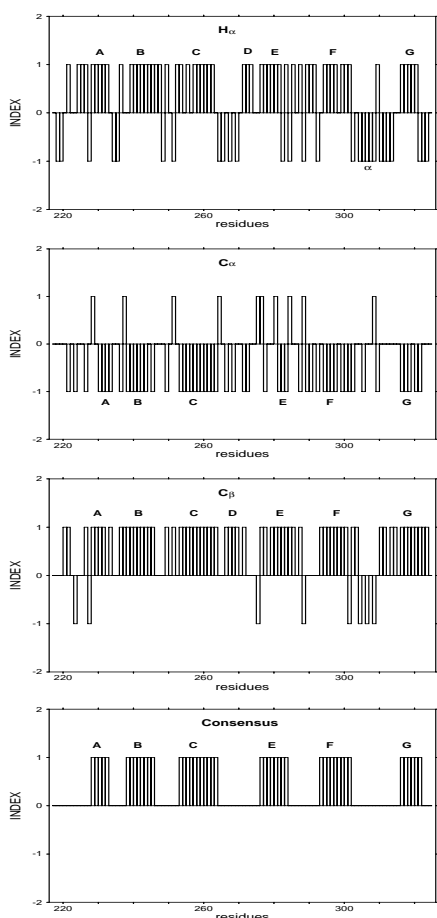 2
Hα
A B C D E F G
1
INDEX
0
-1
α
-2
220 260 300
residues
2
Cα
1
INDEX
0
-1
A B C E F G
-2
220 260 300
residues
2
Cβ
A B C D E F G
1
INDEX
0
-1
-2
220 260 300
residues
2
Consensus
A B C E F G
1
INDEX
0
-1
-2
220 260 300
residues